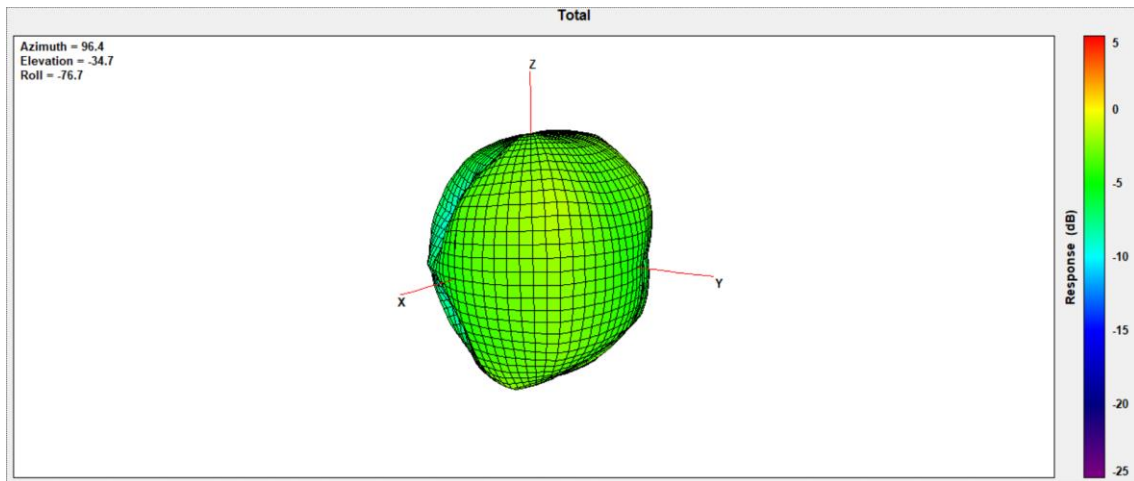 Total
Azimuth = 96.4
Elevation = -34.7
Roll = -76.7
Z
X
Y
5
0
-5
-10
-15
-20
-25
Response (dB)